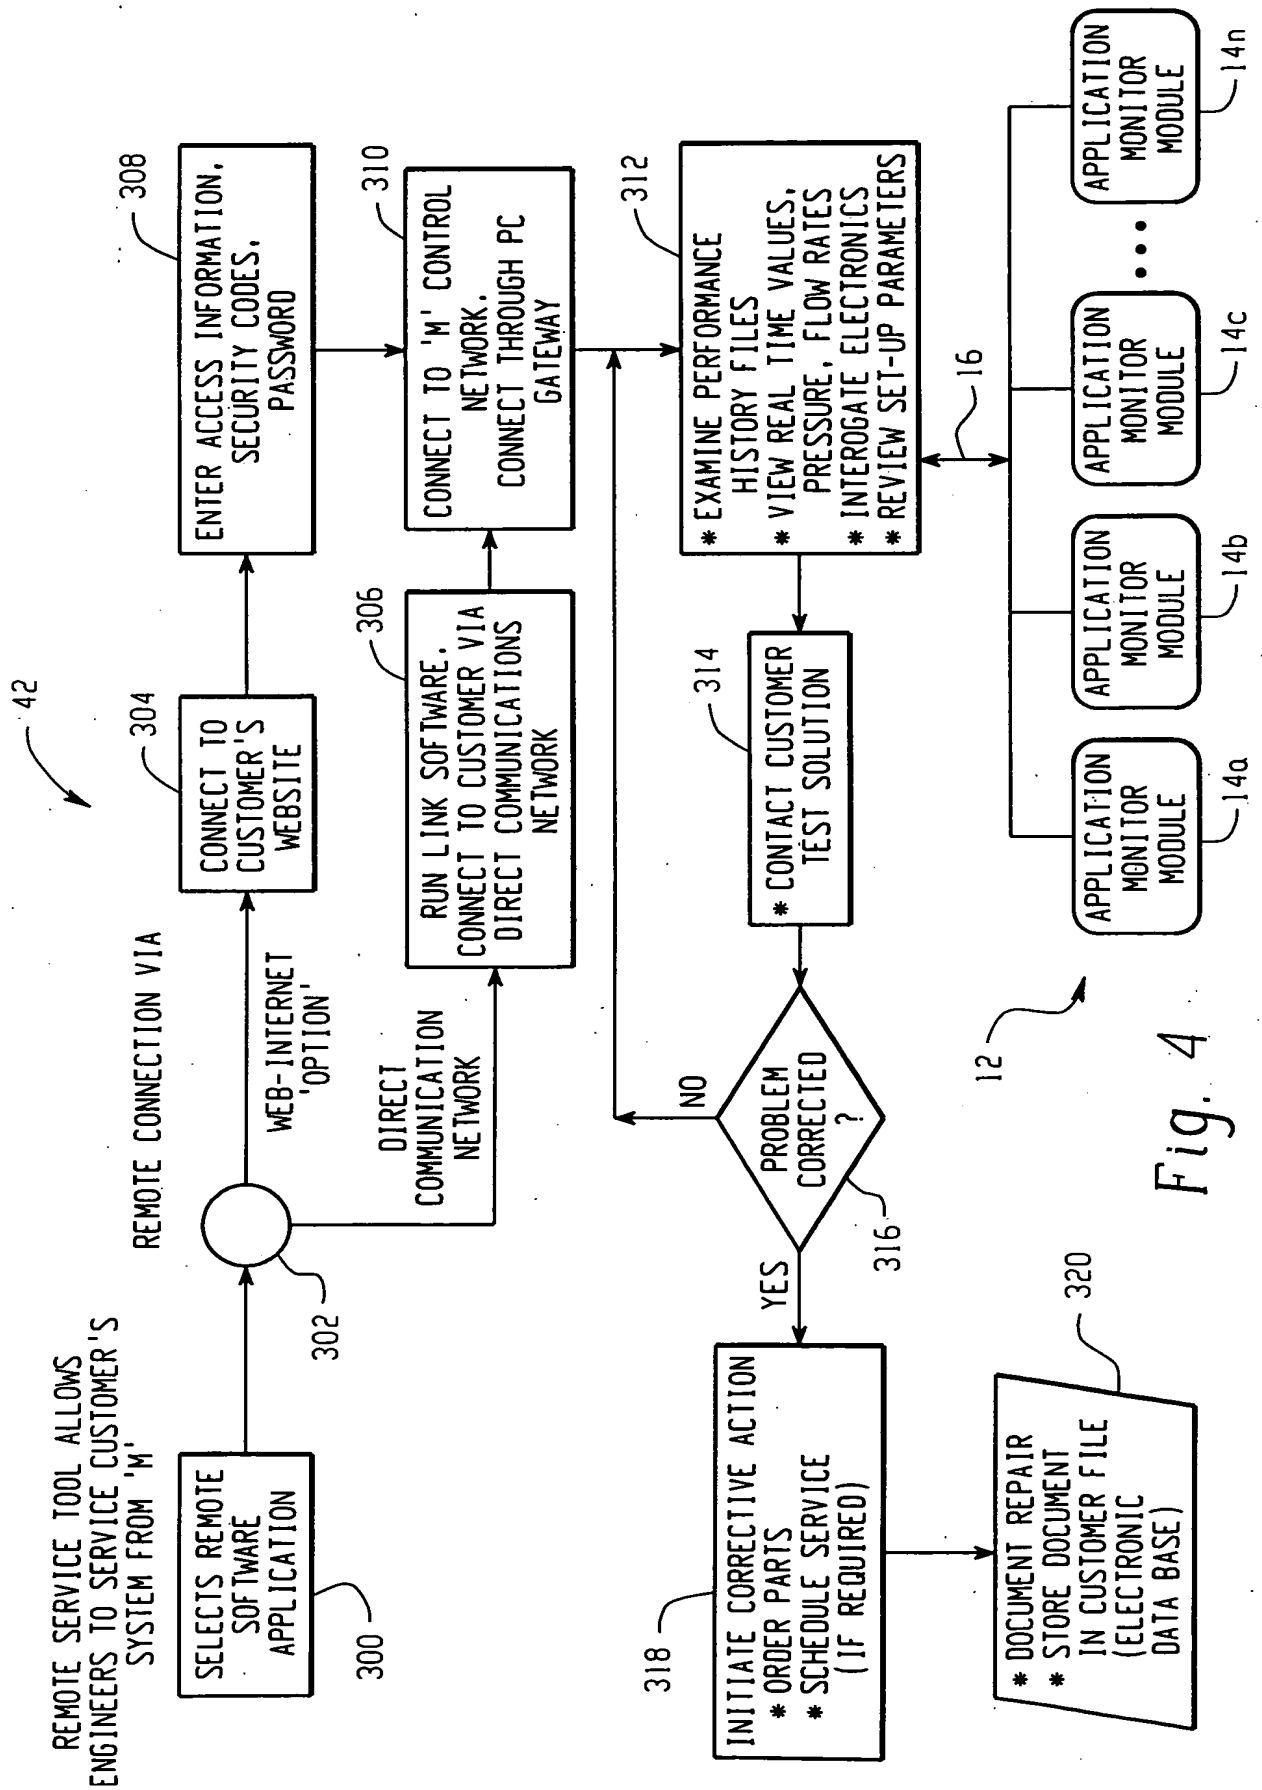 REMOTE SERVICE TOOL ALLOWS
ENGINEERS TO SERVICE CUSTOMER'S
SYSTEM FROM 'M'
SELECTS REMOTE
SOFTWARE
APPLICATION
300
302
REMOTE CONNECTION VIA
WEB-INTERNET
'OPTION'
DIRECT
COMMUNICATION
NETWORK
42
304
CONNECT TO
CUSTOMER'S
WEBSITE
306
RUN LINK SOFTWARE.
CONNECT TO CUSTOMER VIA
DIRECT COMMUNICATIONS
NETWORK
308
ENTER ACCESS INFORMATION,
SECURITY CODES,
PASSWORD
310
CONNECT TO 'M' CONTROL
NETWORK.
CONNECT THROUGH PC
GATEWAY
312
* EXAMINE PERFORMANCE
HISTORY FILES
* VIEW REAL TIME VALUES,
PRESSURE, FLOW RATES
* INTEROGATE ELECTRONICS
* REVIEW SET-UP PARAMETERS
314
* CONTACT CUSTOMER
TEST SOLUTION
PROBLEM
CORRECTED
?
316
NO
YES
318
INITIATE CORRECTIVE ACTION
* ORDER PARTS
* SCHEDULE SERVICE
(IF REQUIRED)
320
* DOCUMENT REPAIR
* STORE DOCUMENT
IN CUSTOMER FILE
(ELECTRONIC
DATA BASE)
16
12
APPLICATION
MONITOR
MODULE
14a
APPLICATION
MONITOR
MODULE
14b
APPLICATION
MONITOR
MODULE
14c
APPLICATION
MONITOR
MODULE
14n
Fig. 4